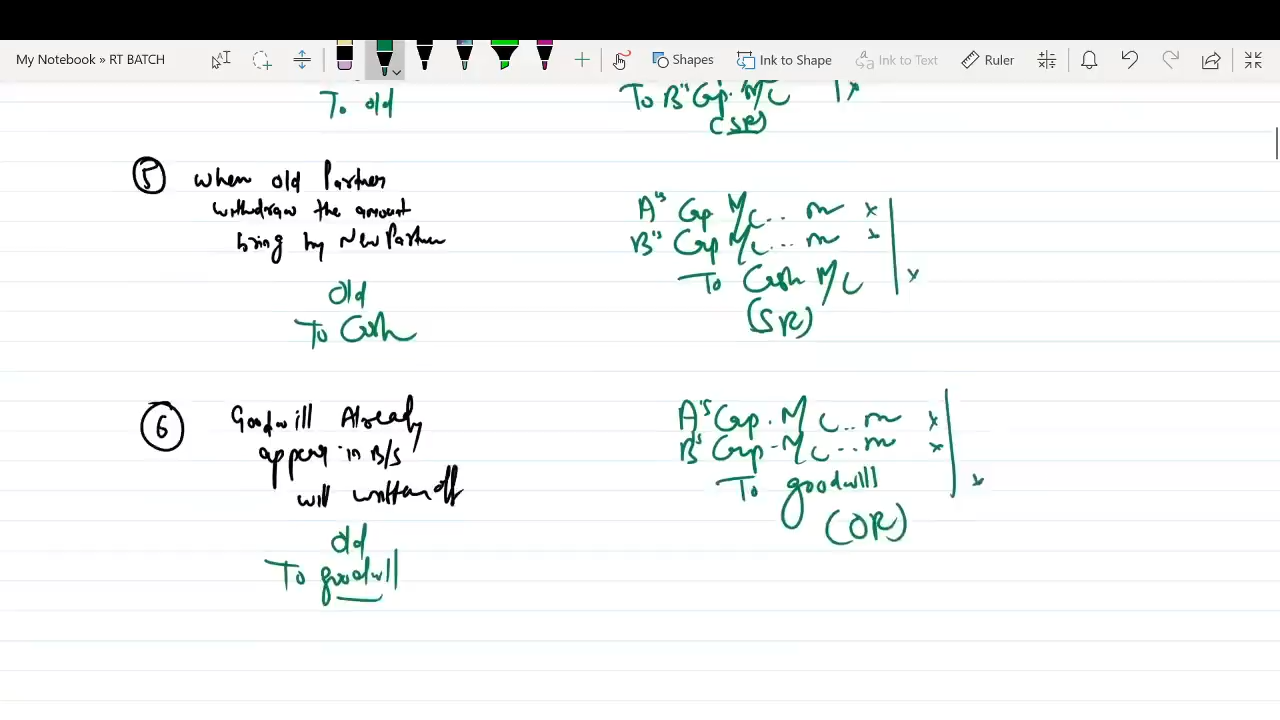 My Notebook » RT BATCH
Shapes
Ink to Shape
Ink to Text
Ruler
To old
To B's Cap. A/C x
(SR)
5 when old Partner
withdraw the amount
bring by New Partner
Old
To Cash
A's Cap A/C... Dr x
B's Cap A/C... Dr x
To Cash A/C x
(SR)
6 Goodwill Already
appear in B/S
will written off
Old
To goodwill
A's Cap. A/C .. Dr x
B's Cap - A/C .. Dr x
To goodwill x
(OR)